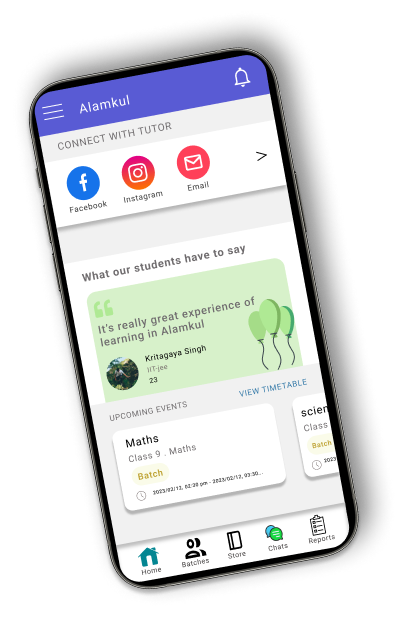 Alamkul
CONNECT WITH TUTOR
Facebook
Instagram
Email
>
What our students have to say
It's really great experience of
learning in Alamkul
Kritagaya Singh
IIT-jee
23
UPCOMING EVENTS
VIEW TIMETABLE
Maths
Class 9 . Maths
Batch
2023/02/12, 02:30 pm - 2023/02/12, 03:30...
scien
Class
Batch
2023
Home
Batches
Store
Chats
Reports